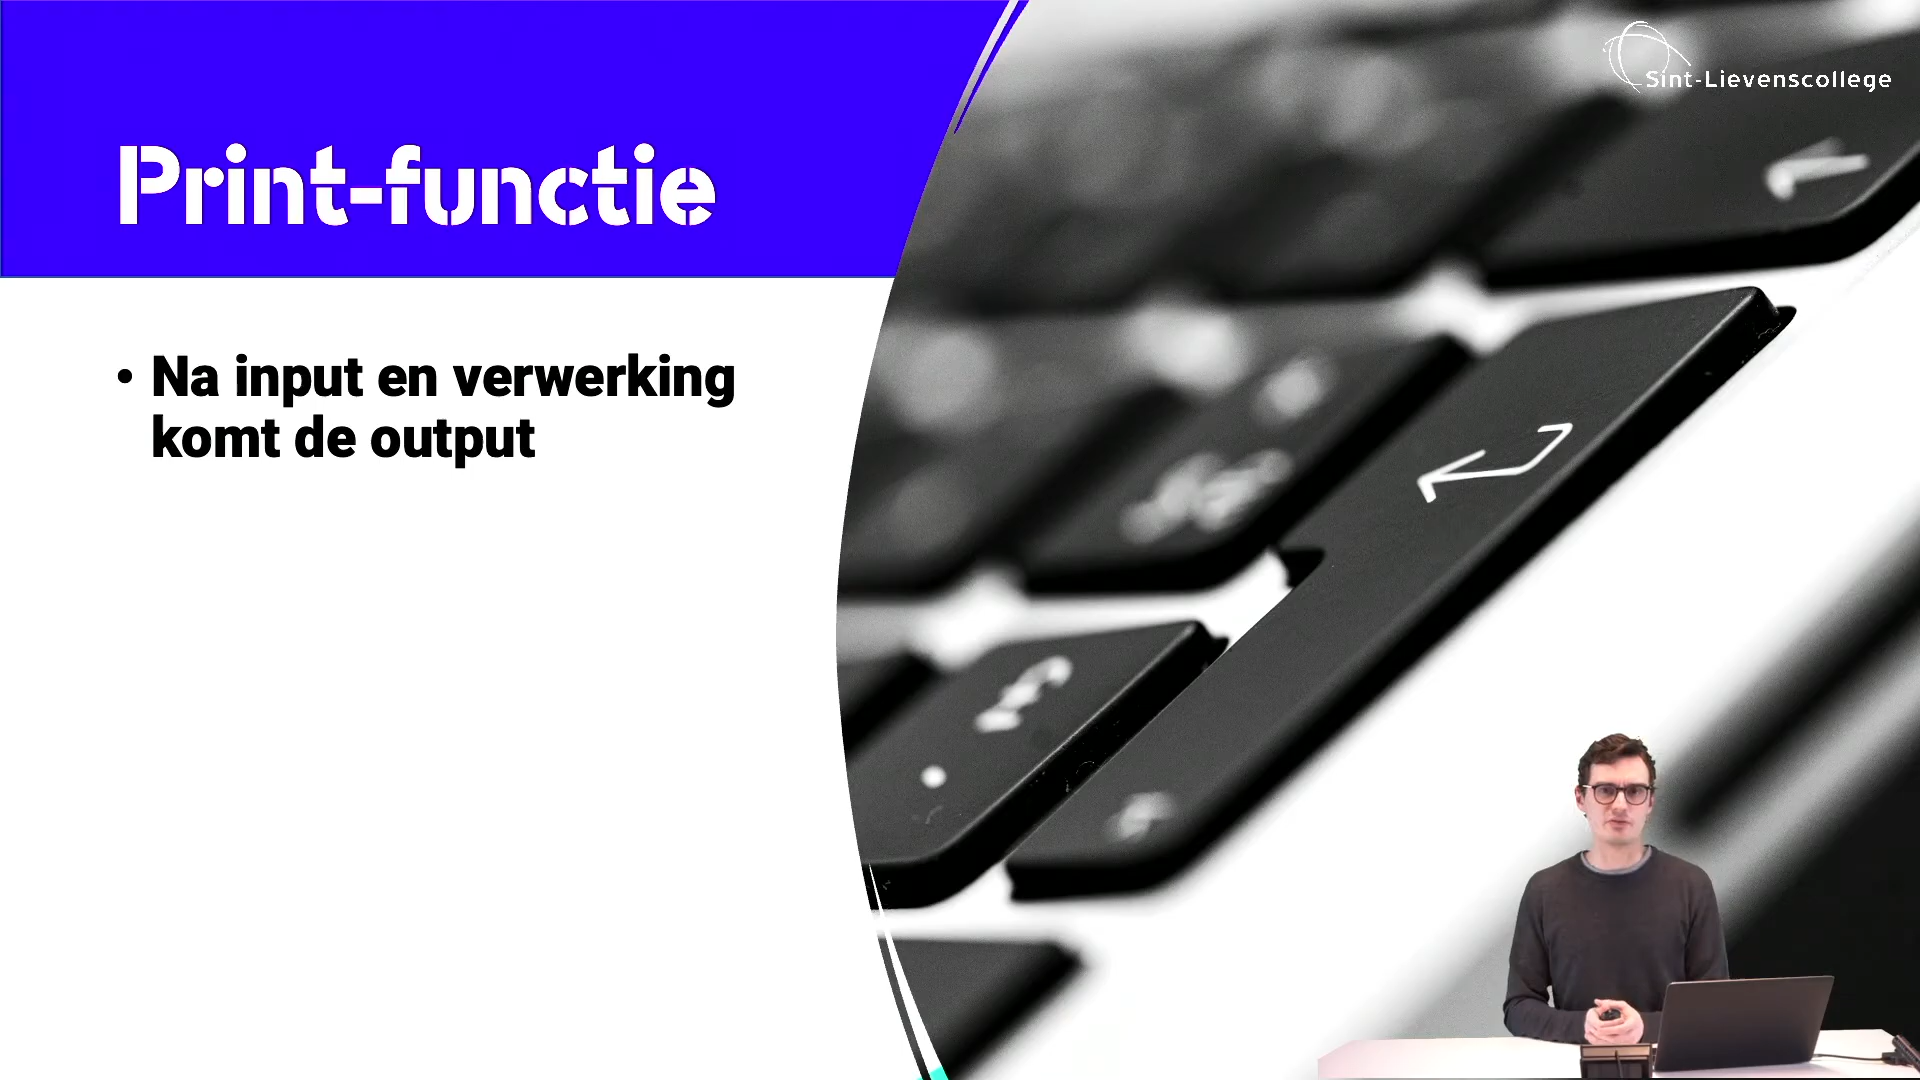 Sint-Lievenscollege
Print-functie
• Na input en verwerking
komt de output